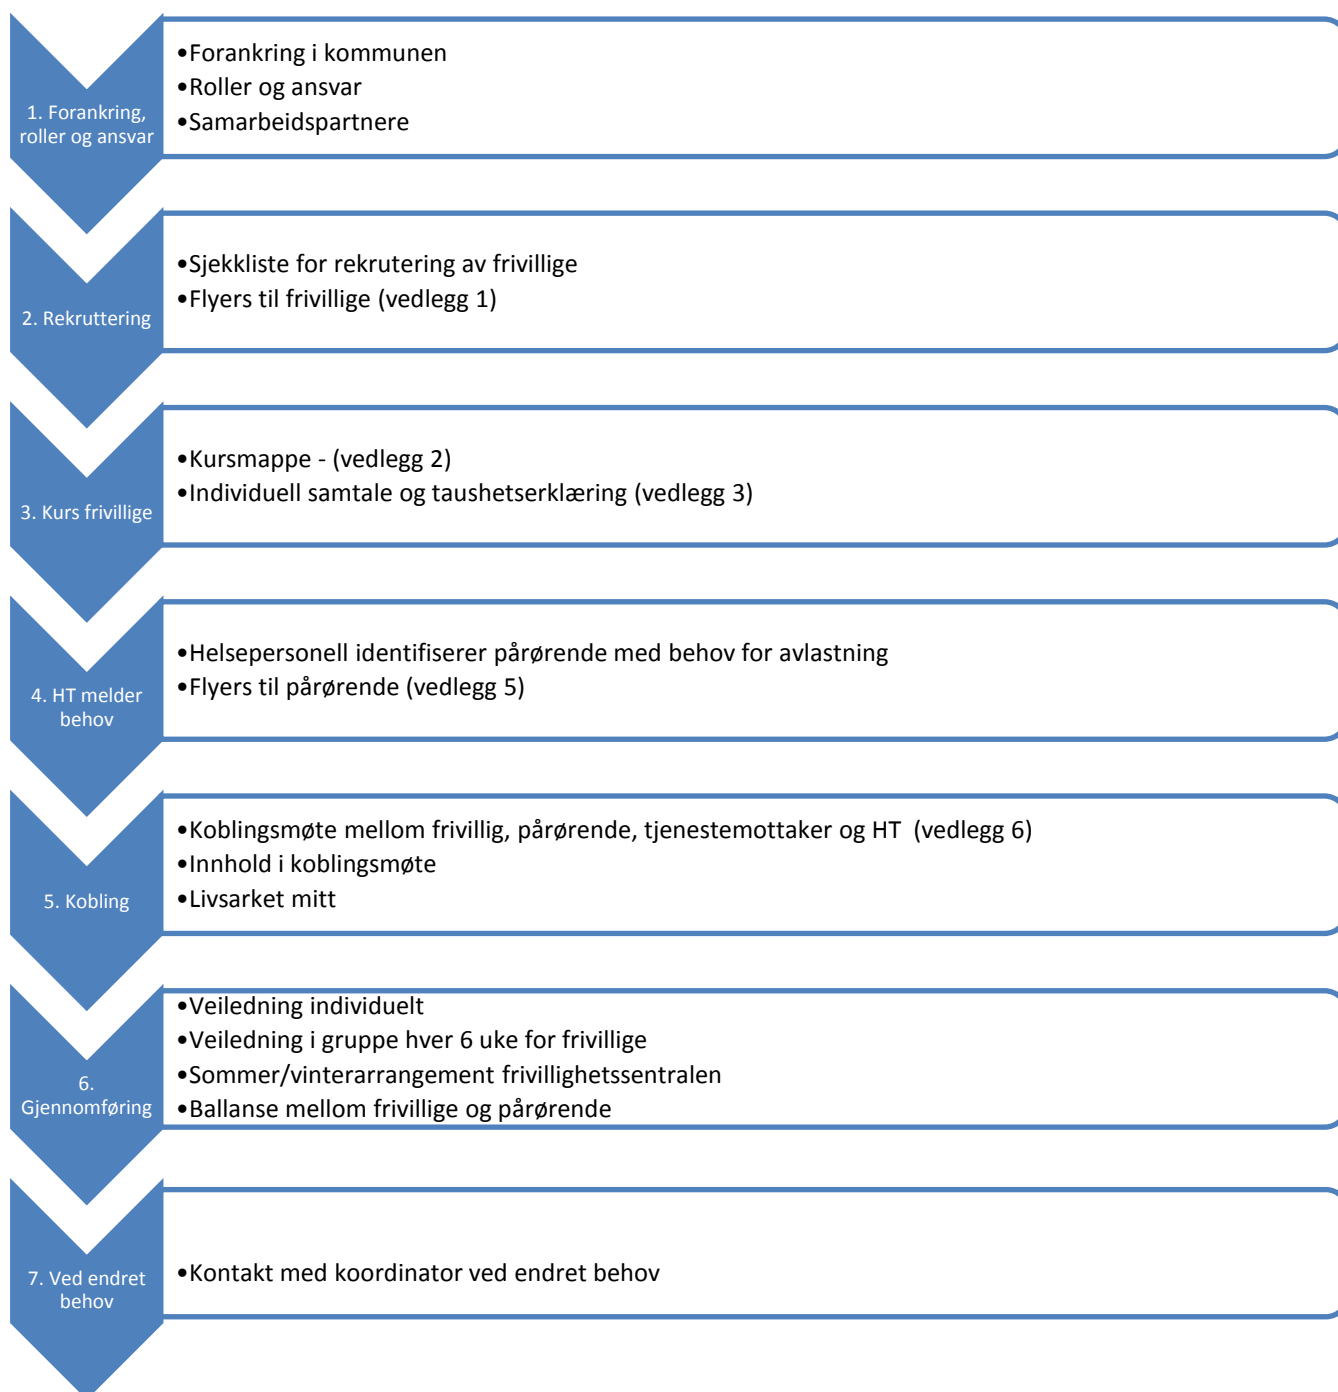 1. Forankring,
roller og ansvar
•Forankring i kommunen
•Roller og ansvar
•Samarbeidspartnere
2. Rekruttering
•Sjekkliste for rekrutering av frivillige
•Flyers til frivillige (vedlegg 1)
3. Kurs frivillige
•Kursmappe - (vedlegg 2)
•Individuell samtale og taushetserklæring (vedlegg 3)
4. HT melder
behov
•Helsepersonell identifiserer pårørende med behov for avlastning
•Flyers til pårørende (vedlegg 5)
5. Kobling
•Koblingsmøte mellom frivillig, pårørende, tjenestemottaker og HT (vedlegg 6)
•Innhold i koblingsmøte
•Livsarket mitt
6.
Gjennomføring
•Veiledning individuelt
•Veiledning i gruppe hver 6 uke for frivillige
•Sommer/vinterarrangement frivillighetssentralen
•Ballanse mellom frivillige og pårørende
7. Ved endret
behov
•Kontakt med koordinator ved endret behov